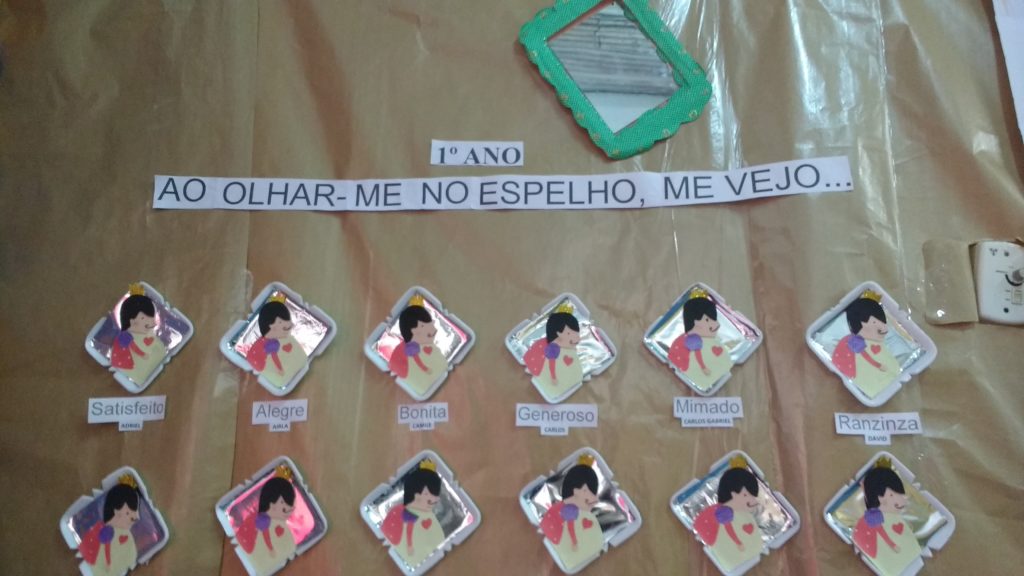 1º ANO
AO OLHAR-ME NO ESPELHO, ME VEJO...
Satisfeito
ADRIEL
Alegre
AIRLA
Bonita
CAMILE
Generoso
CARLOS
Mimado
CARLOS GABRIEL
Ranzinza
DAVID